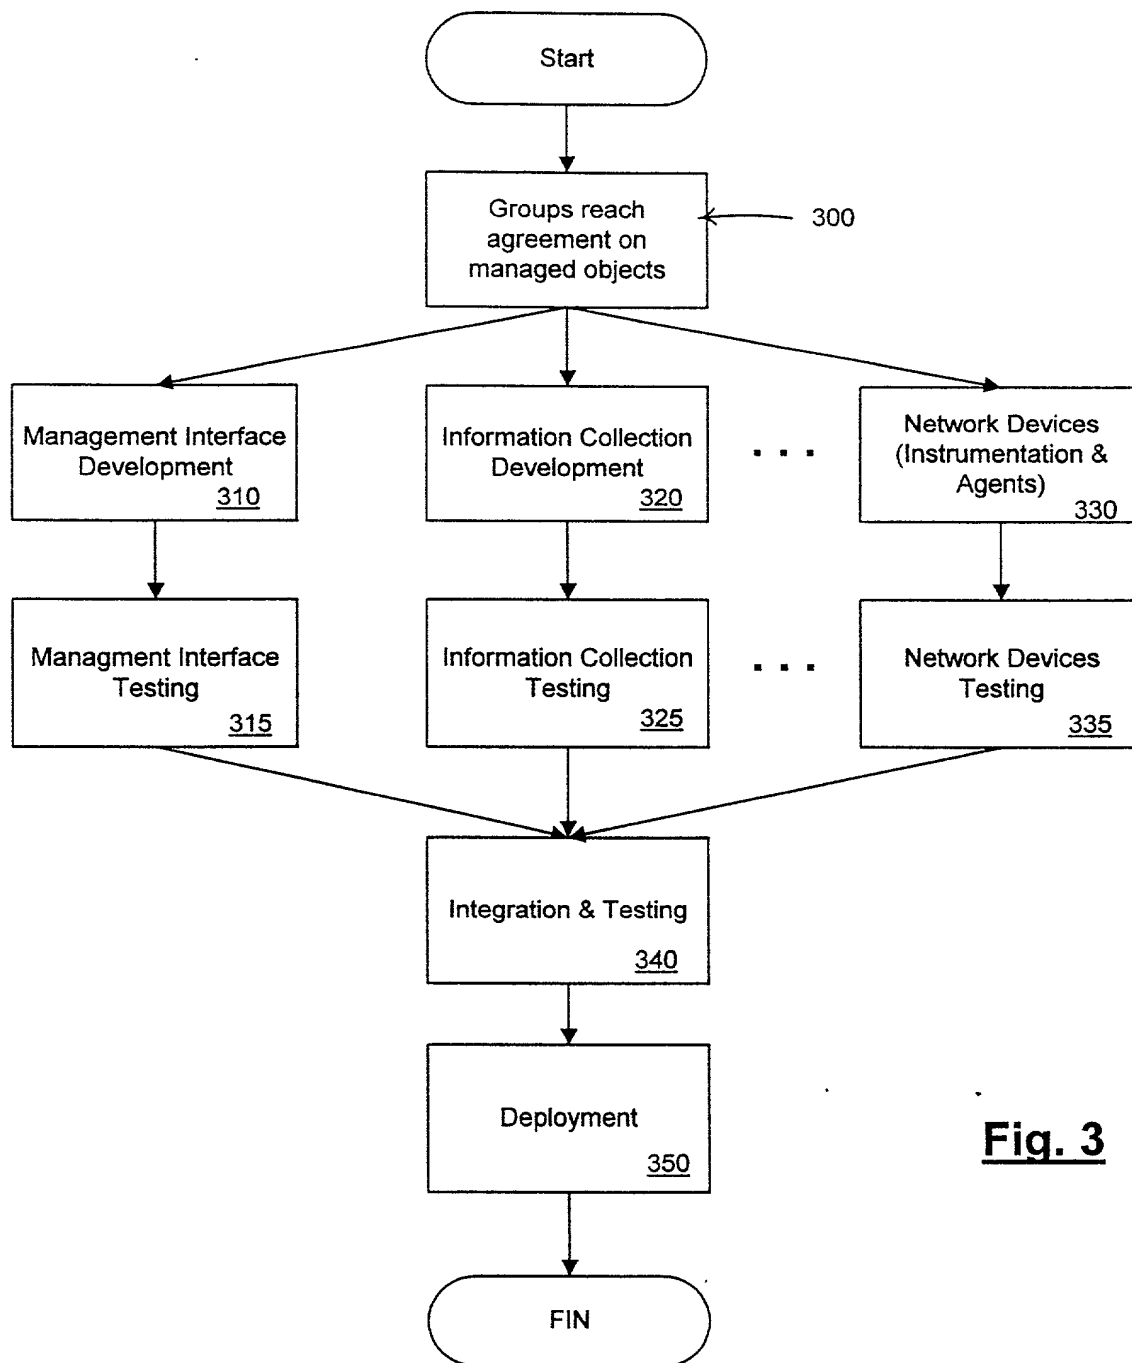 Start
Groups reach
agreement on
managed objects
300
Management Interface
Development
310
Information Collection
Development
320
. . .
Network Devices
(Instrumentation &
Agents)
330
Managment Interface
Testing
315
Information Collection
Testing
325
. . .
Network Devices
Testing
335
Integration & Testing
340
Deployment
350
Fig. 3
FIN